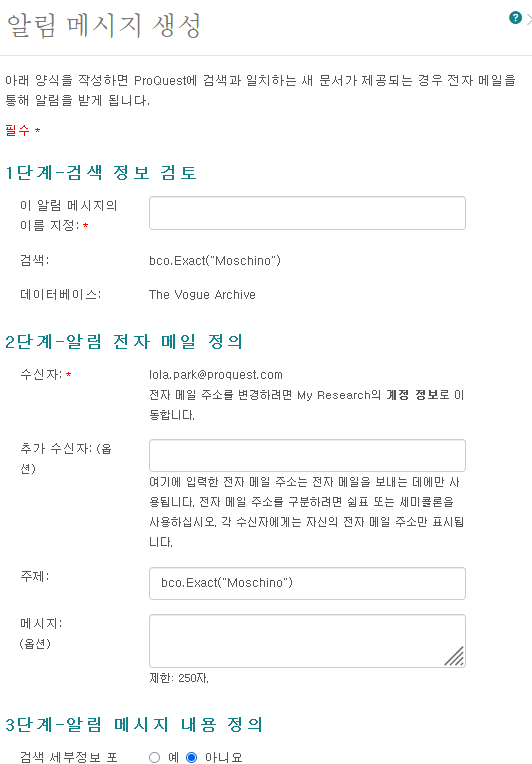 알림 메시지 생성
?
아래 양식을 작성하면 ProQuest에 검색과 일치하는 새 문서가 제공되는 경우 전자 메일을
통해 알림을 받게 됩니다.
필수 *
1단계-검색 정보 검토
이 알림 메시지의
이름 지정: *
검색: bco.Exact("Moschino")
데이터베이스: The Vogue Archive
2단계-알림 전자 메일 정의
수신자: * lola.park@proquest.com
전자 메일 주소를 변경하려면 My Research의 계정 정보로 이
동합니다.
추가 수신자: (옵
션)
여기에 입력한 전자 메일 주소는 전자 메일을 보내는 데에만 사
용됩니다. 전자 메일 주소를 구분하려면 쉼표 또는 세미콜론을
사용하십시오. 각 수신자에게는 자신의 전자 메일 주소만 표시됩
니다.
주제: bco.Exact("Moschino")
메시지:
(옵션)
제한: 250자.
3단계-알림 메시지 내용 정의
검색 세부정보 포 예 아니요